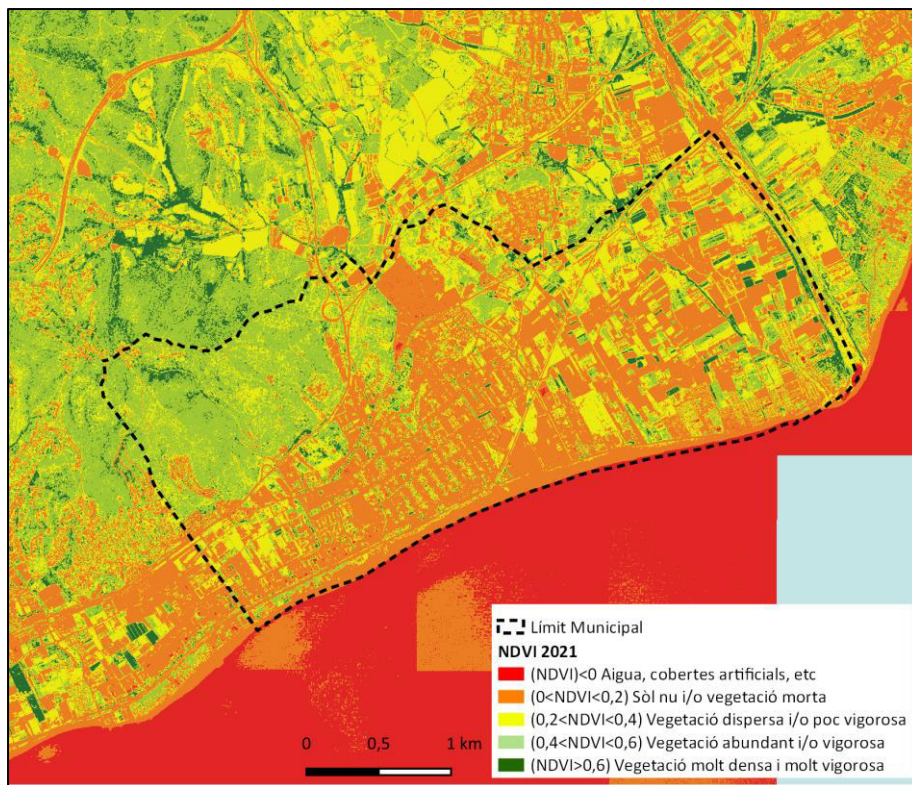 Límit Municipal
NDVI 2021
(NDVI)<0 Aigua, cobertes artificials, etc
(0<NDVI<0,2) Sòl nu i/o vegetació morta
(0,2<NDVI<0,4) Vegetació dispersa i/o poc vigorosa
(0,4<NDVI<0,6) Vegetació abundant i/o vigorosa
(NDVI>0,6) Vegetació molt densa i molt vigorosa
0 0,5 1 km